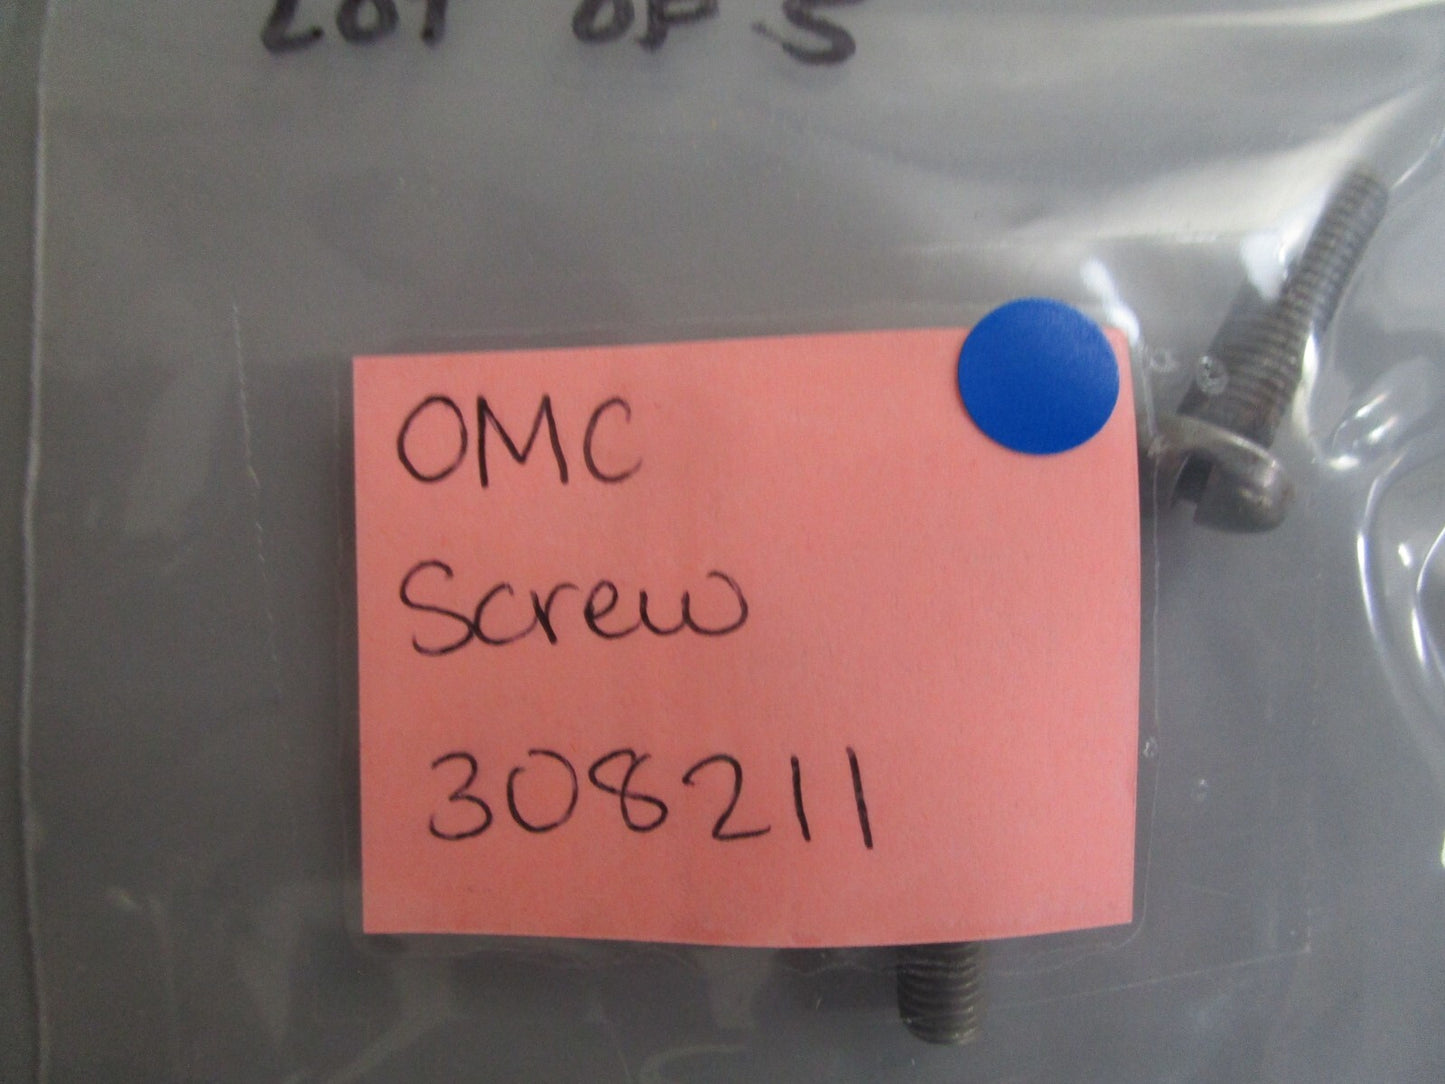 LOT OF 5
OMC
Screw
308211